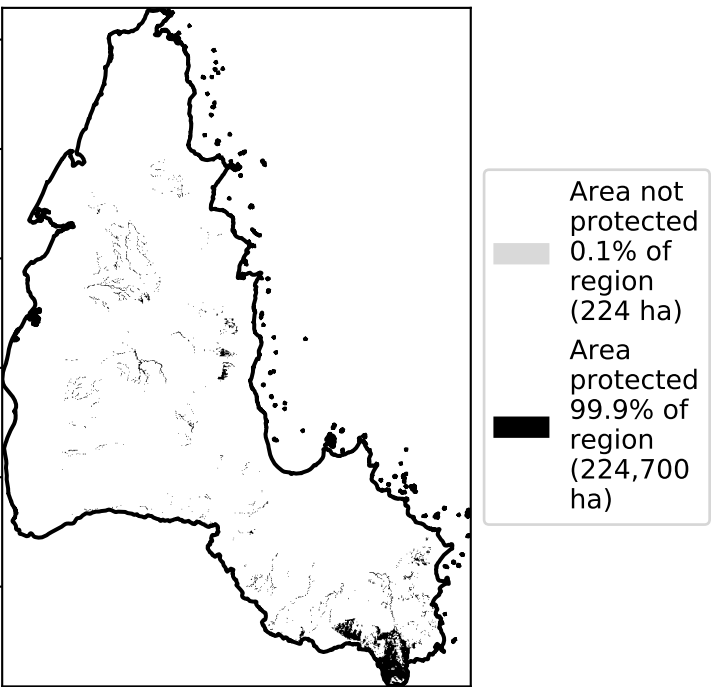 Area not
protected
0.1% of
region
(224 ha)
Area
protected
99.9% of
region
(224,700
ha)